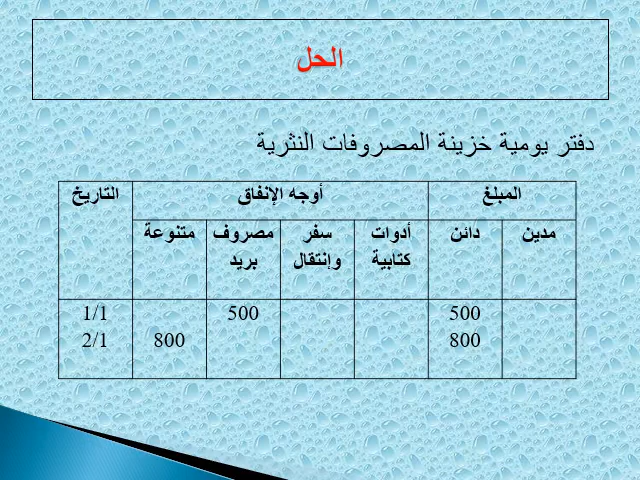 الحل
دفتر يومية خزينة المصروفات النثرية
المبلغ أوجه الإنفاق التاريخ
مدين دائن أدوات كتابية سفر وإنتقال مصروف بريد متنوعة
500 500 1/1
800 800 2/1